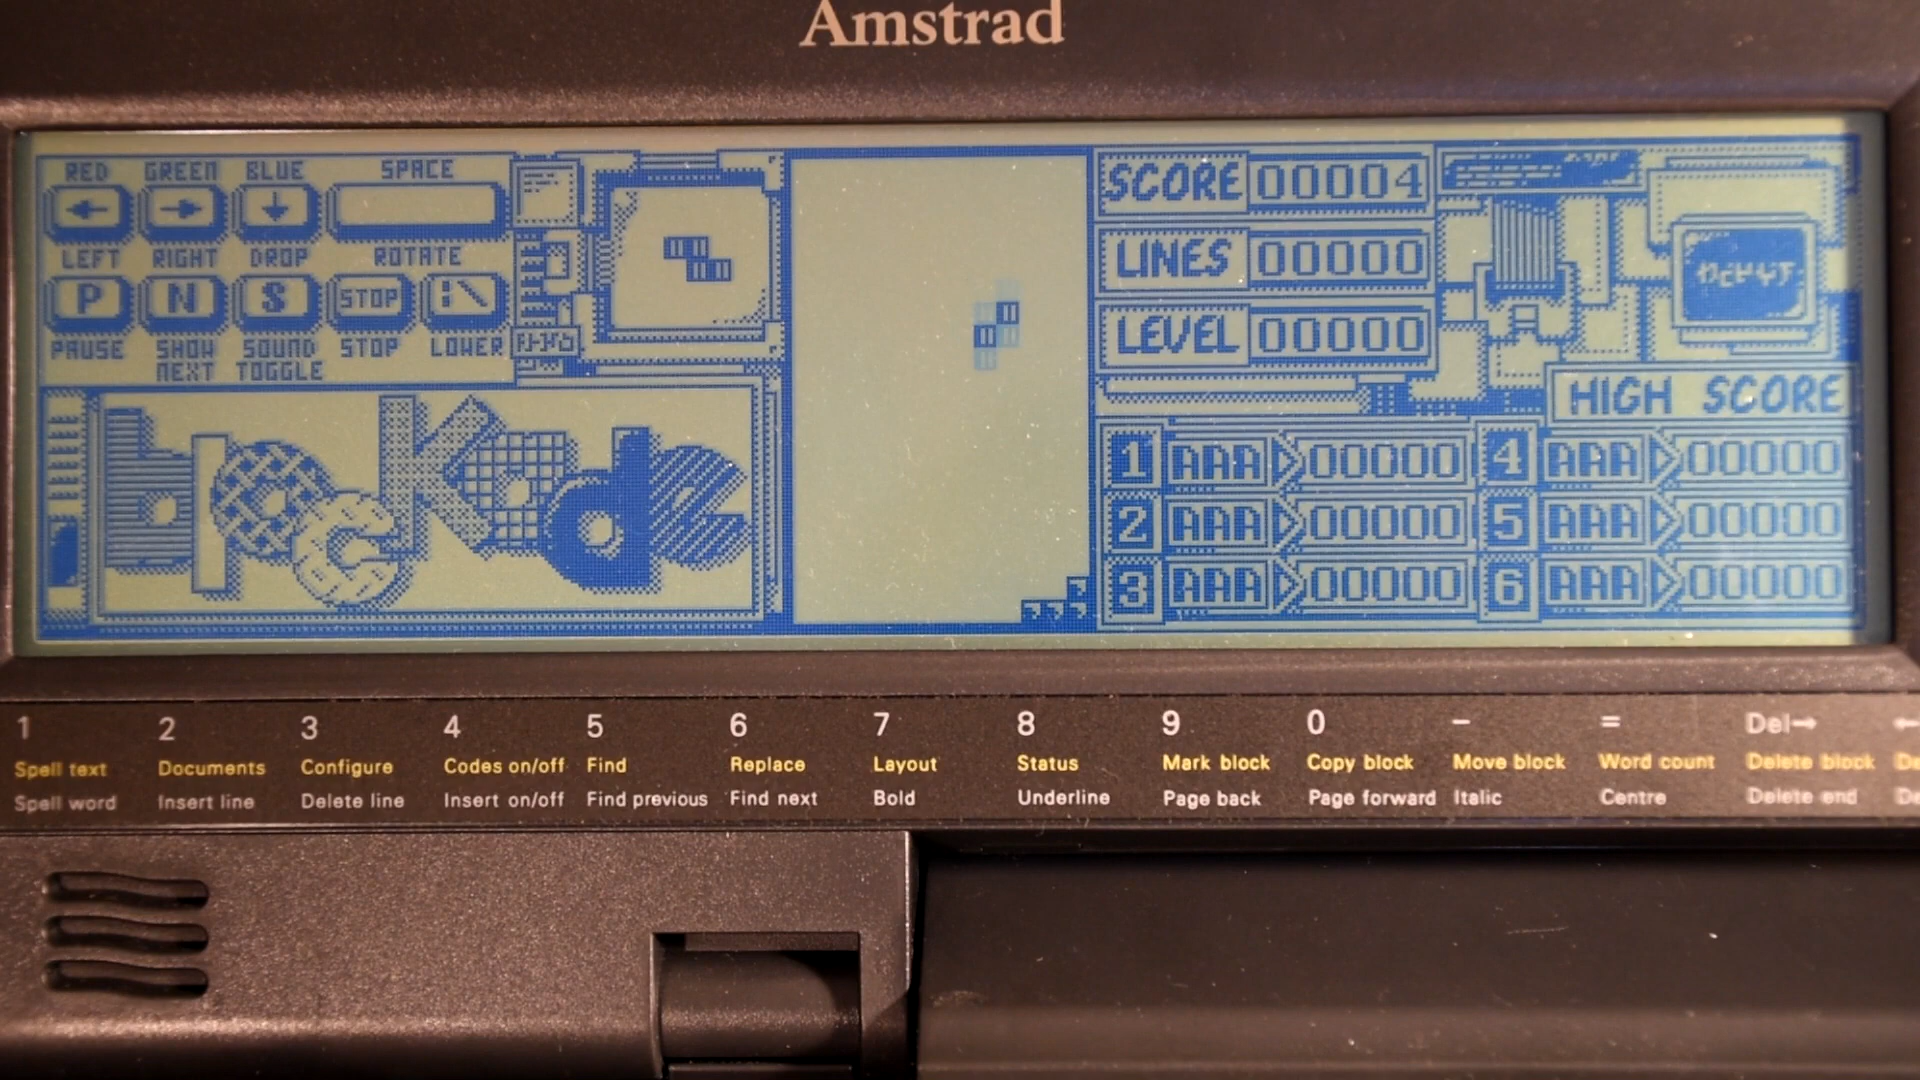 Amstrad
RED GREEN BLUE SPACE
LEFT RIGHT DROP ROTATE
P N S STOP
PAUSE SHOW NEXT SOUND TOGGLE STOP LOWER
blocKade
SCORE 00004
LINES 00000
LEVEL 00000
HIGH SCORE
1 AAA 00000 4 AAA 00000
2 AAA 00000 5 AAA 00000
3 AAA 00000 6 AAA 00000
1 2 3 4 5 6 7 8 9 0 - = Del→
Spell text Documents Configure Codes on/off Find Replace Layout Status Mark block Copy block Move block Word count Delete block
Spell word Insert line Delete line Insert on/off Find previous Find next Bold Underline Page back Page forward Italic Centre Delete end